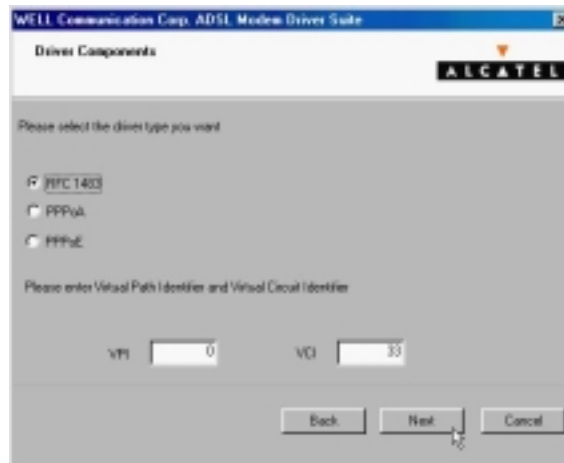 WELL Communication Corp. ADSL Modem Driver Suite
Driver Components
ALCATEL
Please select the driver type you want
RFC 1483
PPPoA
PPPoE
Please enter Virtual Path Identifier and Virtual Circuit Identifier
VPI 0 VCI 33
Back Next Cancel